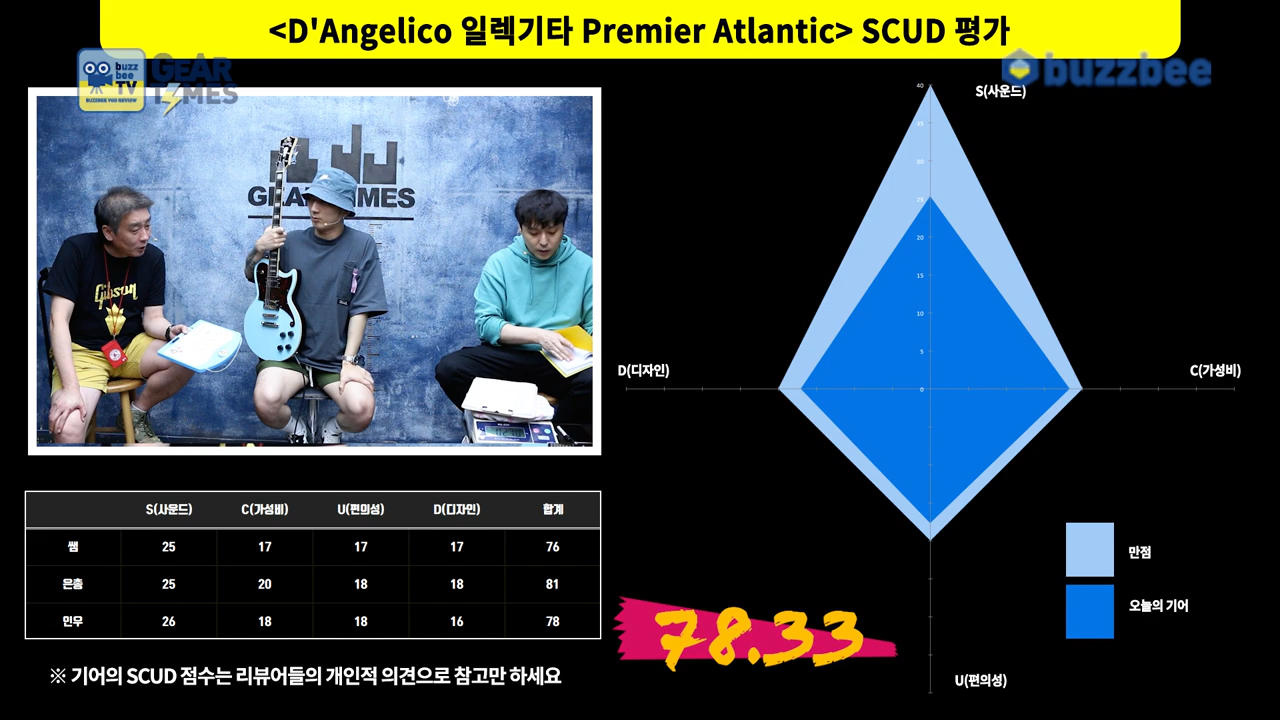 <D'Angelico 일렉기타 Premier Atlantic> SCUD 평가
buzz
bee
TV
BUZZBEE YOU REVIEW
GEAR
TIMES
buzzbee
GEAR TIMES
Gibson
S(사운드)
40
35
30
25
20
15
10
5
0
D(디자인)
C(가성비)
U(편의성)
만점
오늘의 기어
S(사운드) C(가성비) U(편의성) D(디자인) 합계
쌤 25 17 17 17 76
은총 25 20 18 18 81
민우 26 18 18 16 78
78.33
※ 기어의 SCUD 점수는 리뷰어들의 개인적 의견으로 참고만 하세요